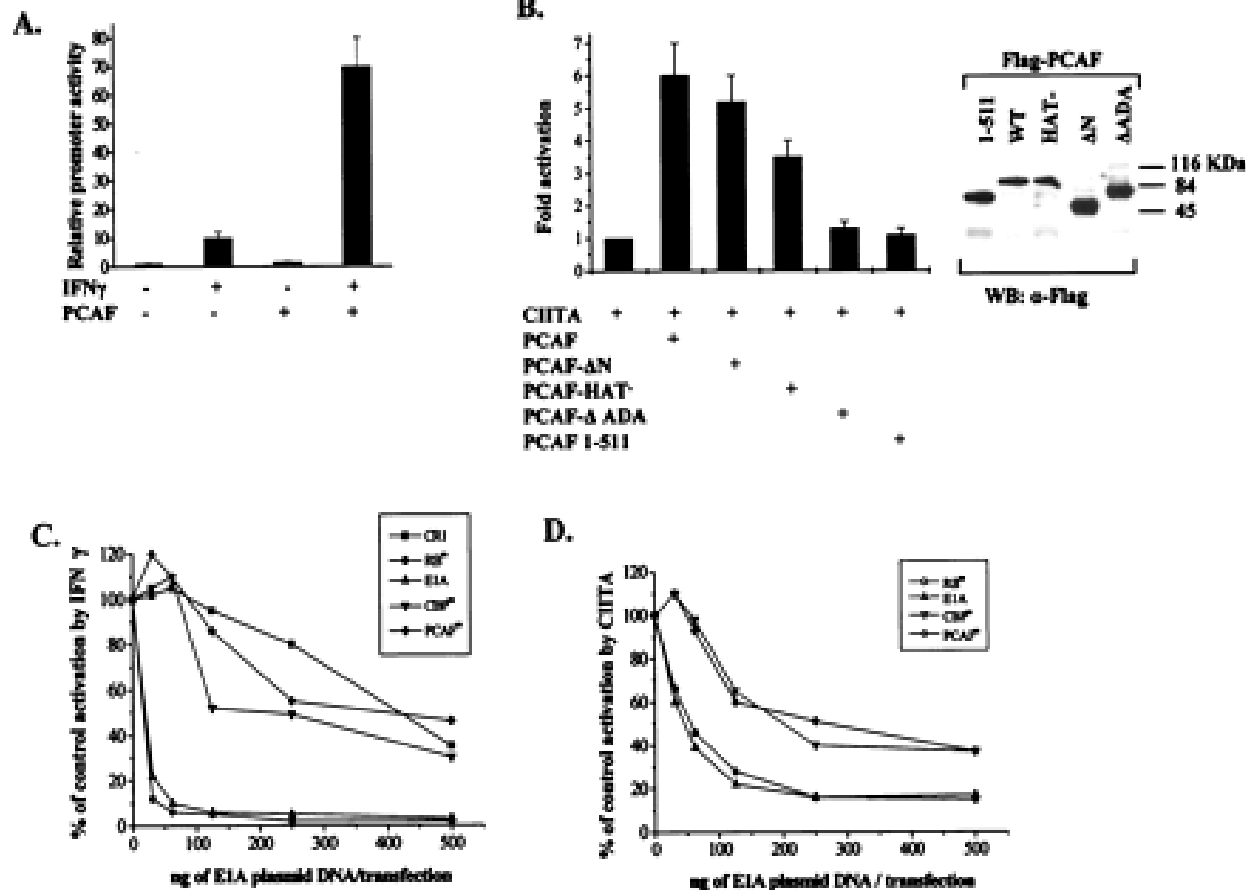 A.
Relative promoter activity
80
70
60
50
40
30
20
10
0
IFNγ - + - +
PCAF - - + +
B.
Fold activation
7
6
5
4
3
2
1
0
CIITA + + + + + +
PCAF +
PCAF-ΔN +
PCAF-HAT- +
PCAF-Δ ADA +
PCAF 1-511 +
Flag-PCAF
1-511 WT HAT- ΔN ΔADA
116 KDa
84
45
WB: α-Flag
C.
% of control activation by IFN γ
120
100
80
60
40
20
0
0 100 200 300 400 500
ng of E1A plasmid DNA/transfection
CR1
RB
E1A
CBP
PCAF
D.
% of control activation by CIITA
120
100
80
60
40
20
0
0 100 200 300 400 500
ng of E1A plasmid DNA / transfection
RB
E1A
CBP
PCAF